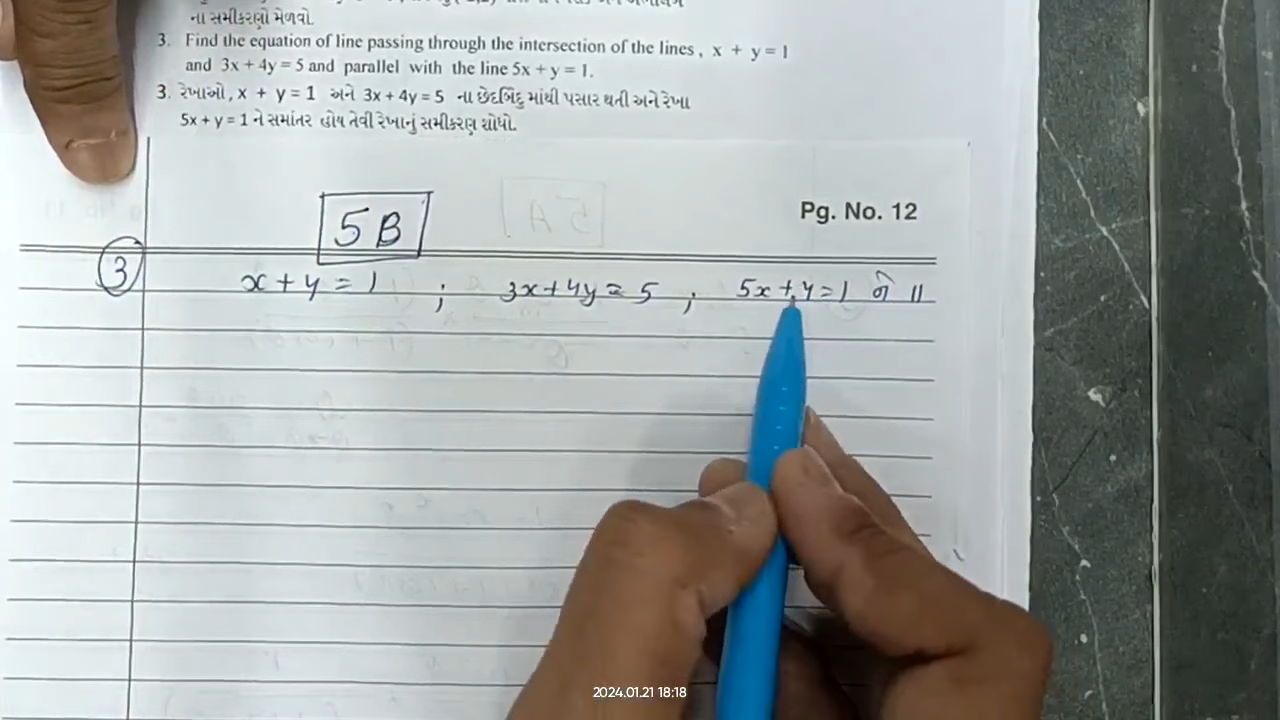 ના સમીકરણો મેળવો.
3. Find the equation of line passing through the intersection of the lines , x + y = 1
and 3x + 4y = 5 and parallel with the line 5x + y = 1.
3. રેખાઓ , x + y = 1 અને 3x + 4y = 5 ના છેદબિંદુ માંથી પસાર થતી અને રેખા
5x + y = 1 ને સમાંતર હોય તેવી રેખાનું સમીકરણ શોધો.
5B
Pg. No. 12
3 x + y = 1 ; 3x + 4y = 5 ; 5x + y = 1 ને ||
2024.01.21 18:18